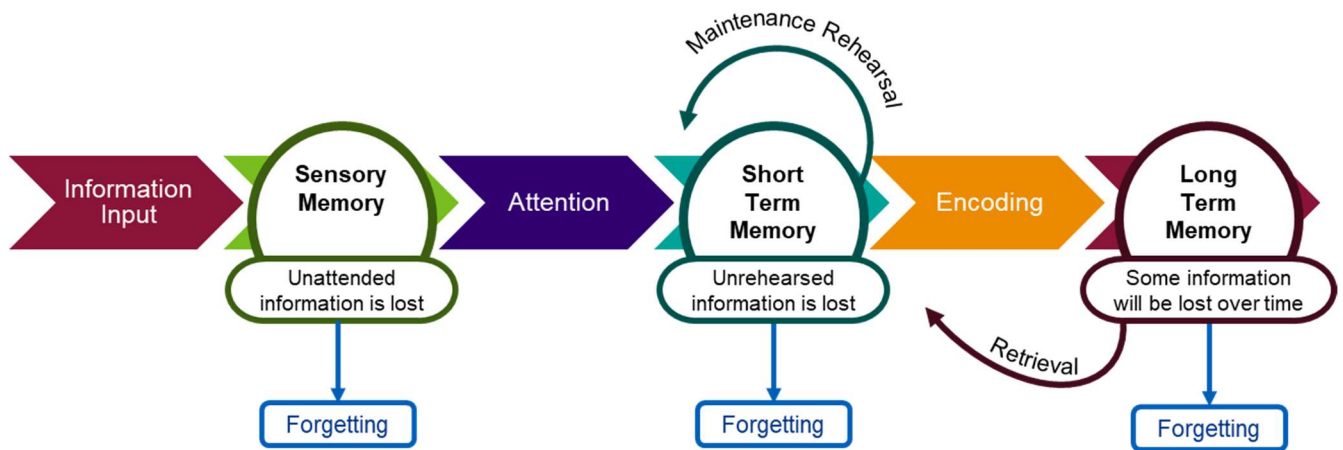 Maintenance Rehearsal
Information
Input
Sensory
Memory
Attention
Short
Term
Memory
Encoding
Long
Term
Memory
Unattended
information is lost
Unrehearsed
information is lost
Some information
will be lost over time
Retrieval
Forgetting
Forgetting
Forgetting